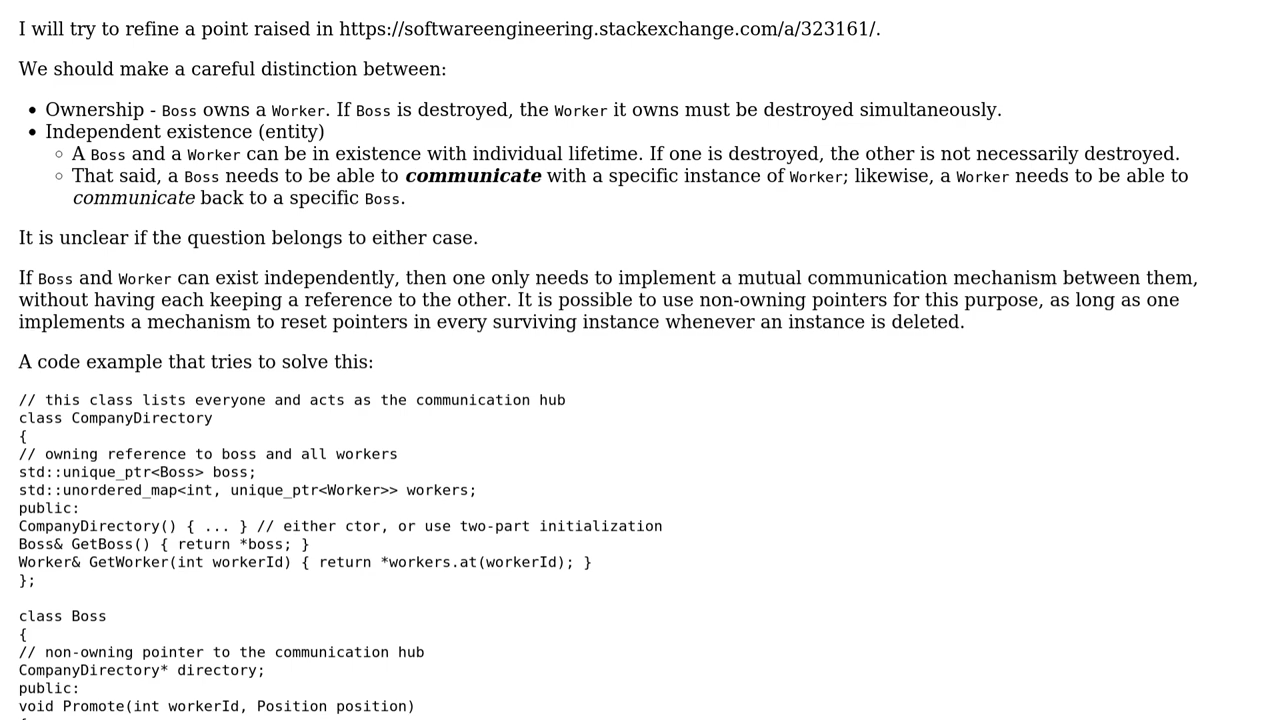 I will try to refine a point raised in https://softwareengineering.stackexchange.com/a/323161/.
We should make a careful distinction between:
• Ownership - Boss owns a Worker. If Boss is destroyed, the Worker it owns must be destroyed simultaneously.
• Independent existence (entity)
◦ A Boss and a Worker can be in existence with individual lifetime. If one is destroyed, the other is not necessarily destroyed.
◦ That said, a Boss needs to be able to communicate with a specific instance of Worker; likewise, a Worker needs to be able to
communicate back to a specific Boss.
It is unclear if the question belongs to either case.
If Boss and Worker can exist independently, then one only needs to implement a mutual communication mechanism between them,
without having each keeping a reference to the other. It is possible to use non-owning pointers for this purpose, as long as one
implements a mechanism to reset pointers in every surviving instance whenever an instance is deleted.
A code example that tries to solve this:
// this class lists everyone and acts as the communication hub
class CompanyDirectory
{
// owning reference to boss and all workers
std::unique_ptr<Boss> boss;
std::unordered_map<int, unique_ptr<Worker>> workers;
public:
CompanyDirectory() { ... } // either ctor, or use two-part initialization
Boss& GetBoss() { return *boss; }
Worker& GetWorker(int workerId) { return *workers.at(workerId); }
};
class Boss
{
// non-owning pointer to the communication hub
CompanyDirectory* directory;
public:
void Promote(int workerId, Position position)